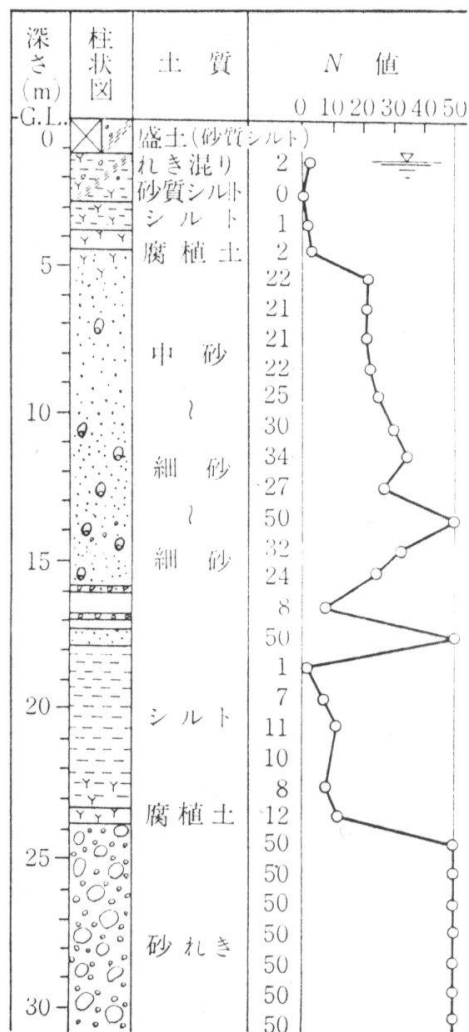 深さ(m) 柱状図 土質 N 値
0 10 20 30 50
G.L.
0 盛土(砂質シルト)
れき混り 2
砂質シルト 0
シルト 1
腐植土 2
5
22
21
21
中砂 22
25
10 30
〜
34
細砂 27
50
〜
32
15 細砂 24
8
50
1
7
20
シルト 11
10
8
腐植土 12
50
25
50
50
50
砂れき
50
50
30
50